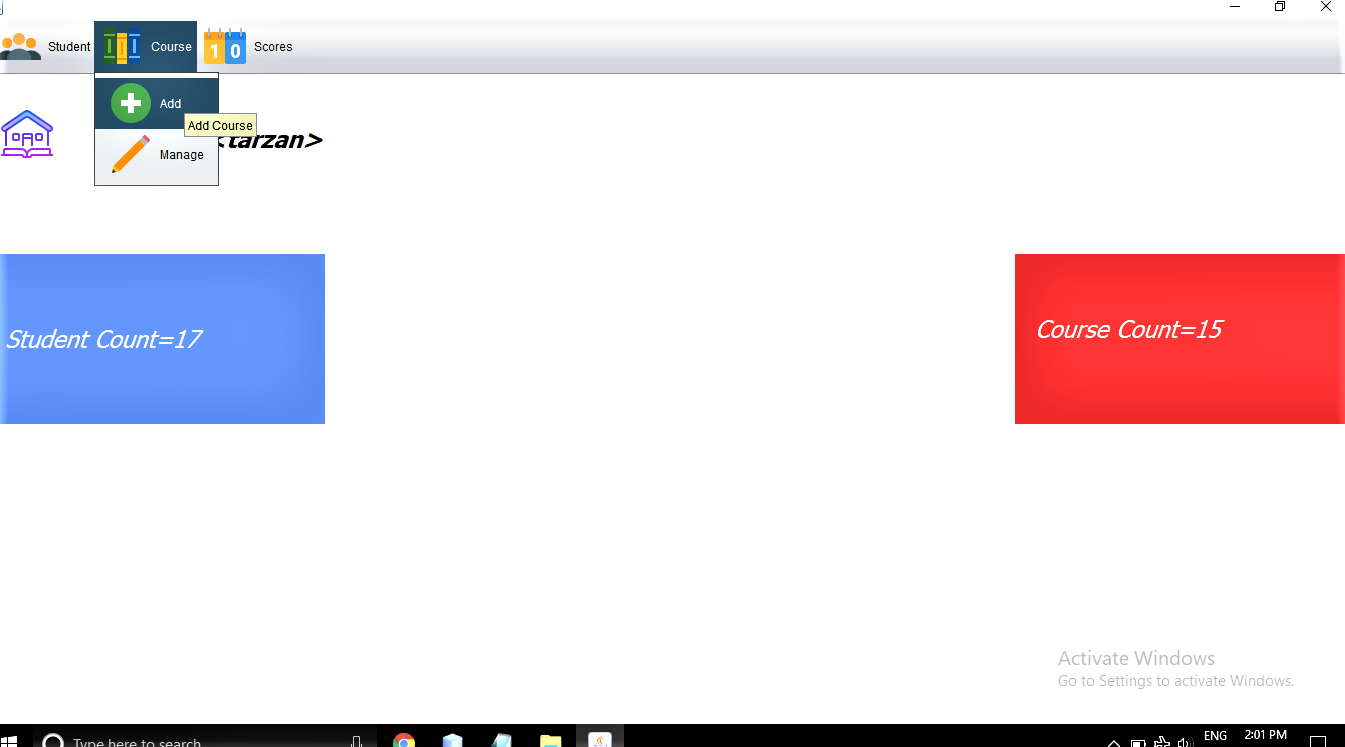 Student Course 1 0 Scores
Add
Add Course
<tarzan>
Manage
Student Count=17
Course Count=15
Activate Windows
Go to Settings to activate Windows.
Type here to search
ENG 2:01 PM